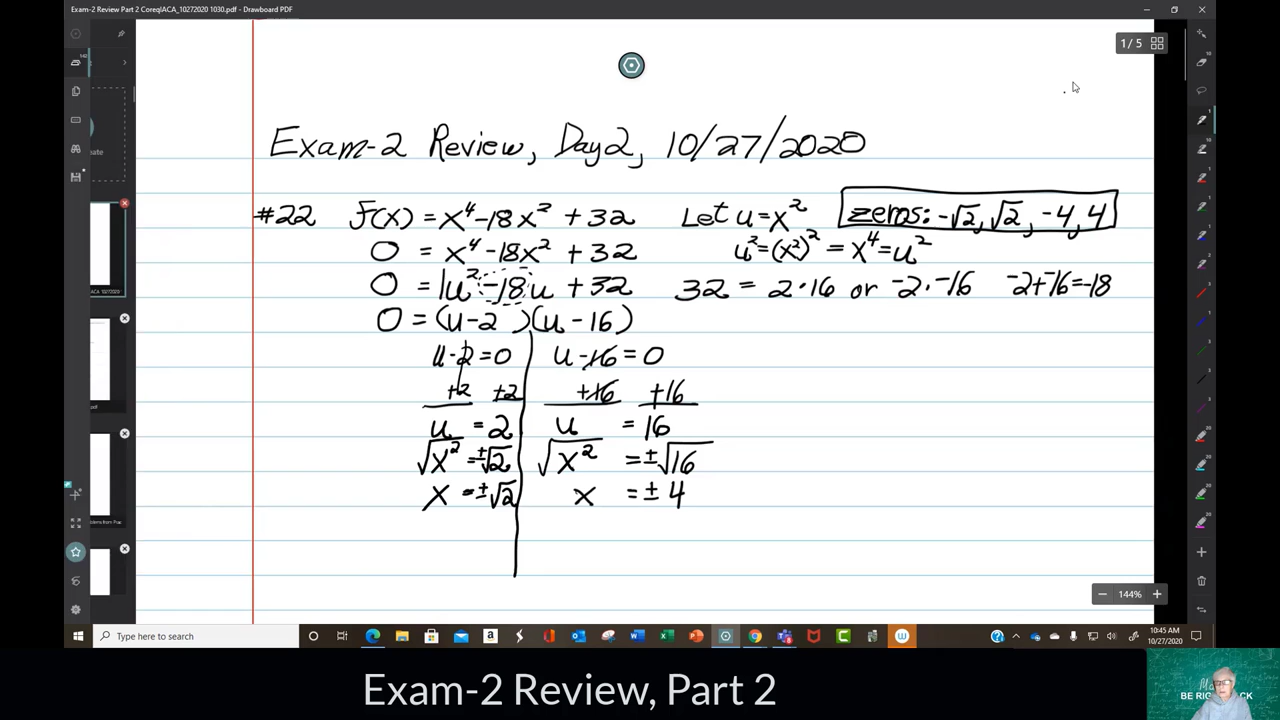 Exam-2 Review Part 2 CoreqIACA_10272020 1030.pdf - Drawboard PDF
1 / 5
Exam-2 Review, Day 2, 10/27/2020
#22 f(x) = x⁴ - 18x² + 32 Let u = x² zeros: -√2, √2, -4, 4
0 = x⁴ - 18x² + 32 u² = (x²)² = x⁴ = u²
0 = 1u² - 18u + 32 32 = 2·16 or -2·-16 -2+-16=-18
0 = (u-2)(u-16)
u-2=0 u-16=0
+2 +2 +16 +16
u = 2 u = 16
√x² = ±√2 √x² = ±√16
x = ±√2 x = ± 4
144%
Type here to search
10:45 AM
10/27/2020
Exam-2 Review, Part 2